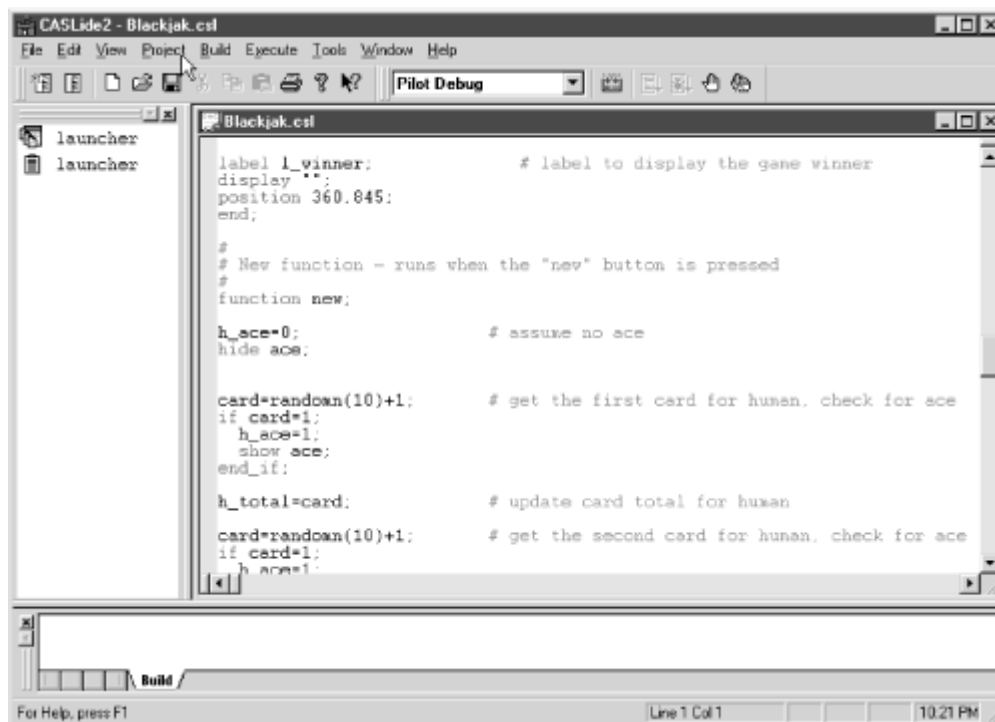 CASLide2 - Blackjak.csl
File Edit View Project Build Execute Tools Window Help
Pilot Debug
launcher
launcher
Blackjak.csl
label l_winner; # label to display the game winner
display "";
position 360,845;
end;
#
# New function - runs when the "new" button is pressed
#
function new;
h_ace=0; # assume no ace
hide ace;
card=randomn(10)+1; # get the first card for human, check for ace
if card=1;
h_ace=1;
show ace;
end_if;
h_total=card; # update card total for human
card=randomn(10)+1; # get the second card for human, check for ace
if card=1;
h_ace=1;
Build
For Help, press F1
Line 1 Col 1
10:21 PM